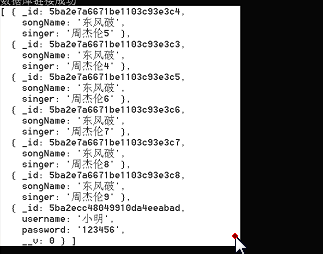 数据库链接成功
[ { _id: 5ba2e7a6671be1103c93e3c4,
songName: '东风破',
singer: '周杰伦5' },
{ _id: 5ba2e7a6671be1103c93e3c3,
songName: '东风破',
singer: '周杰伦4' },
{ _id: 5ba2e7a6671be1103c93e3c5,
songName: '东风破',
singer: '周杰伦6' },
{ _id: 5ba2e7a6671be1103c93e3c6,
songName: '东风破',
singer: '周杰伦7' },
{ _id: 5ba2e7a6671be1103c93e3c7,
songName: '东风破',
singer: '周杰伦8' },
{ _id: 5ba2e7a6671be1103c93e3c8,
songName: '东风破',
singer: '周杰伦9' },
{ _id: 5ba2ecc48049910da4eeabad,
username: '小明',
password: '123456',
__v: 0 } ]